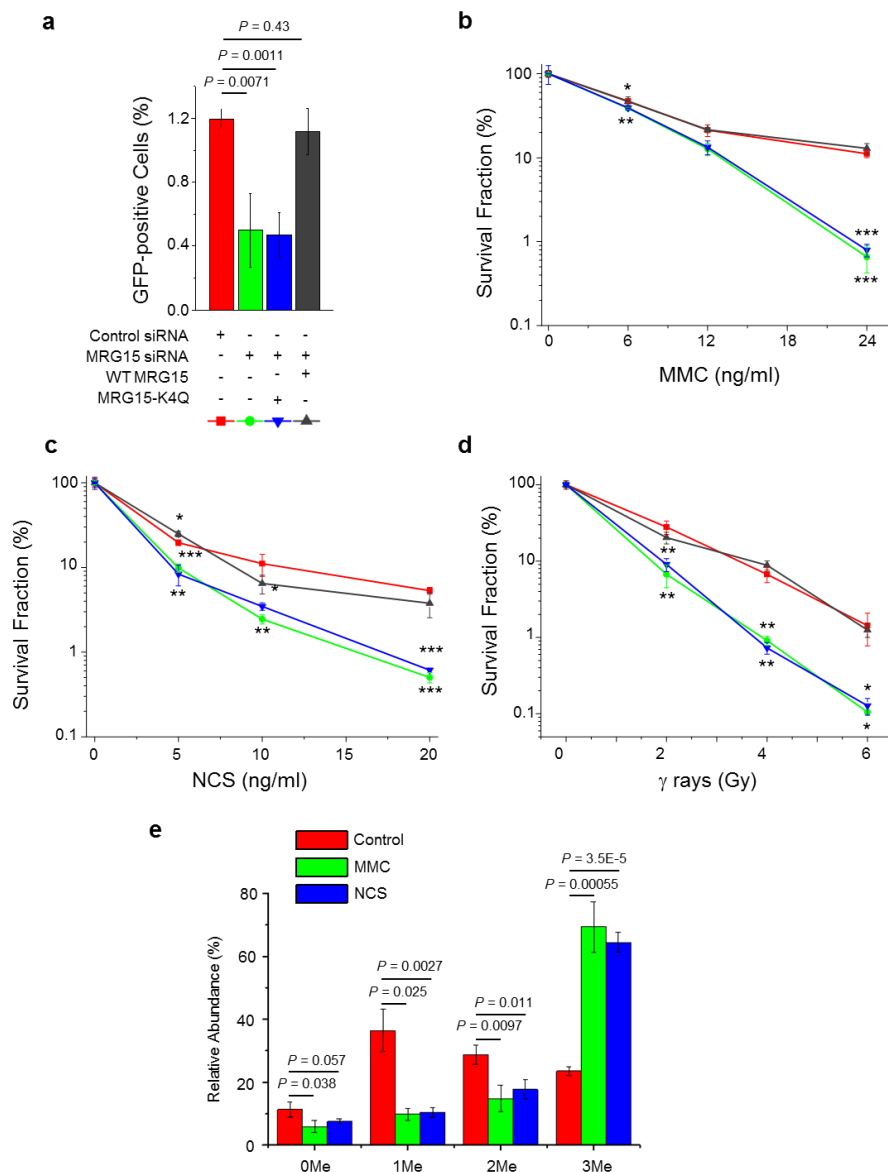 a
P = 0.43
P = 0.0011
P = 0.0071
GFP-positive Cells (%)
1.2
0.8
0.4
0.0
Control siRNA + - - -
MRG15 siRNA - + + +
WT MRG15 - - - +
MRG15-K4Q - - + -
b
Survival Fraction (%)
100
10
1
0.1
*
**
***
***
0 6 12 18 24
MMC (ng/ml)
c
Survival Fraction (%)
100
10
1
0.1
*
***
**
*
**
***
***
0 5 10 15 20
NCS (ng/ml)
d
Survival Fraction (%)
100
10
1
0.1
**
**
**
**
*
*
0 2 4 6
γ rays (Gy)
e
Control
MMC
NCS
Relative Abundance (%)
80
60
40
20
0
P = 0.057
P = 0.038
P = 0.0027
P = 0.025
P = 0.011
P = 0.0097
P = 3.5E-5
P = 0.00055
0Me 1Me 2Me 3Me